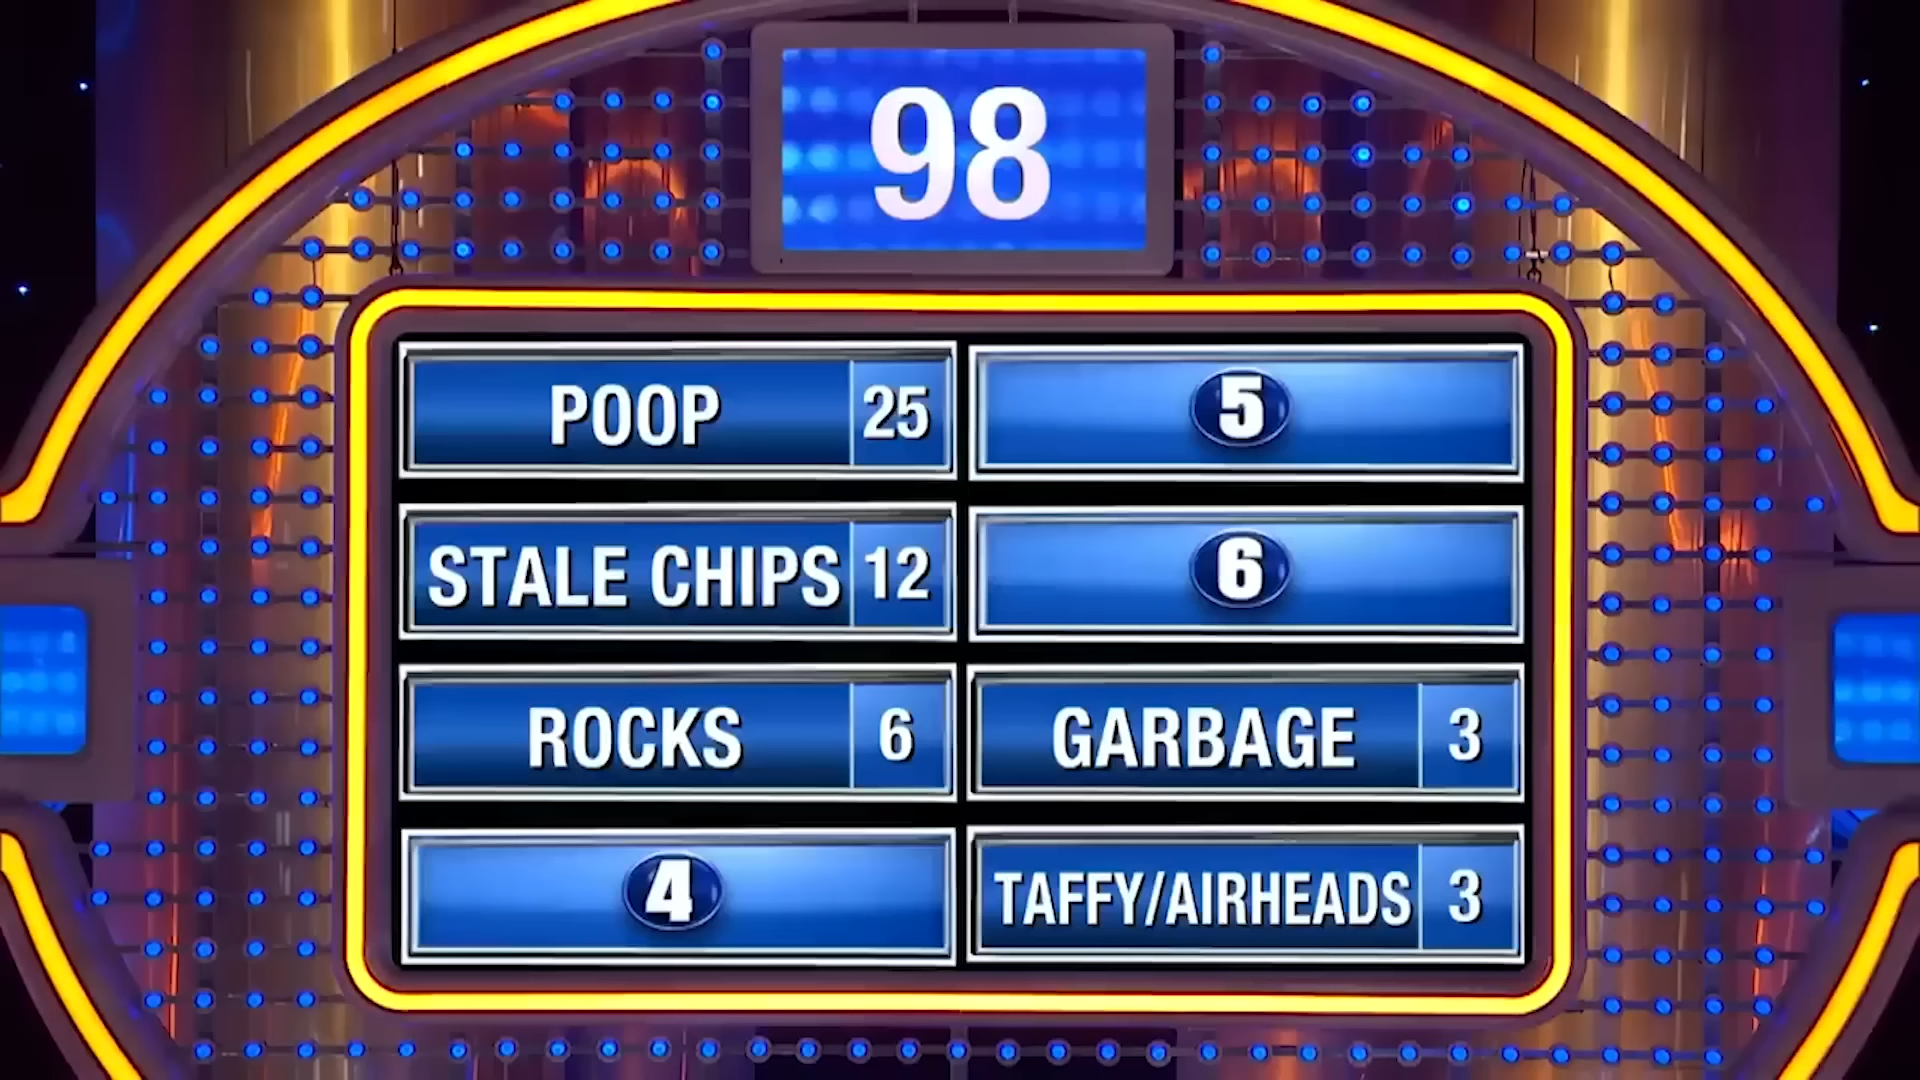 98
POOP 25
5
STALE CHIPS 12
6
ROCKS 6
GARBAGE 3
4
TAFFY/AIRHEADS 3